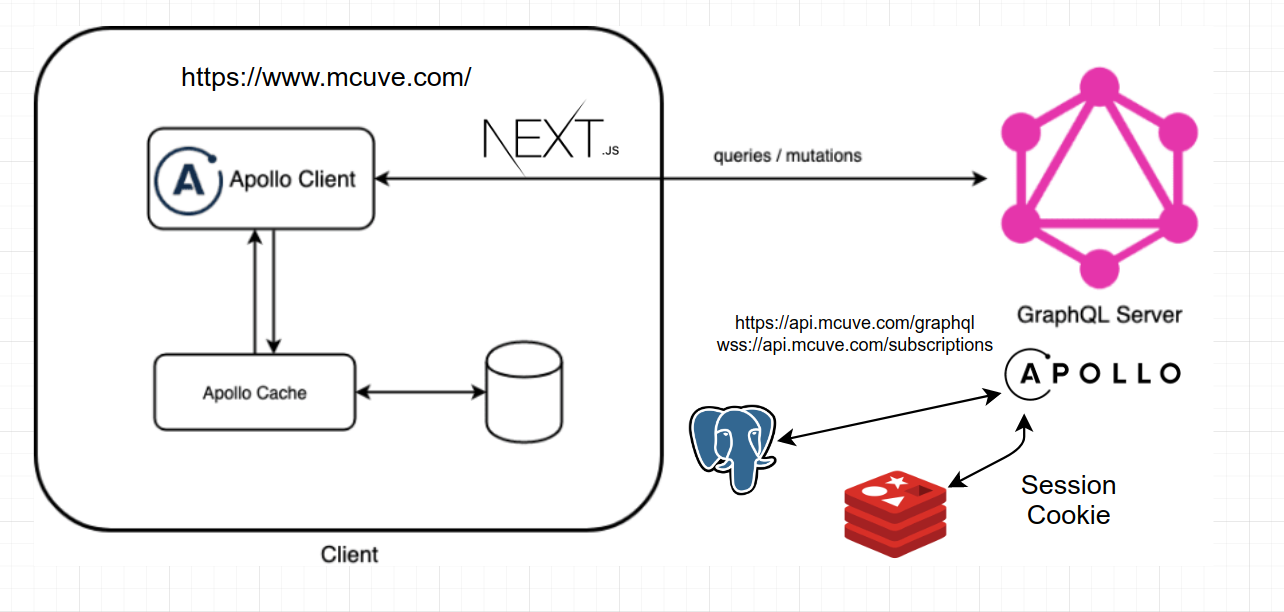 https://www.mcuve.com/
NEXT.JS
A
Apollo Client
queries / mutations
Apollo Cache
Client
GraphQL Server
https://api.mcuve.com/graphql
wss://api.mcuve.com/subscriptions
APOLLO
Session
Cookie